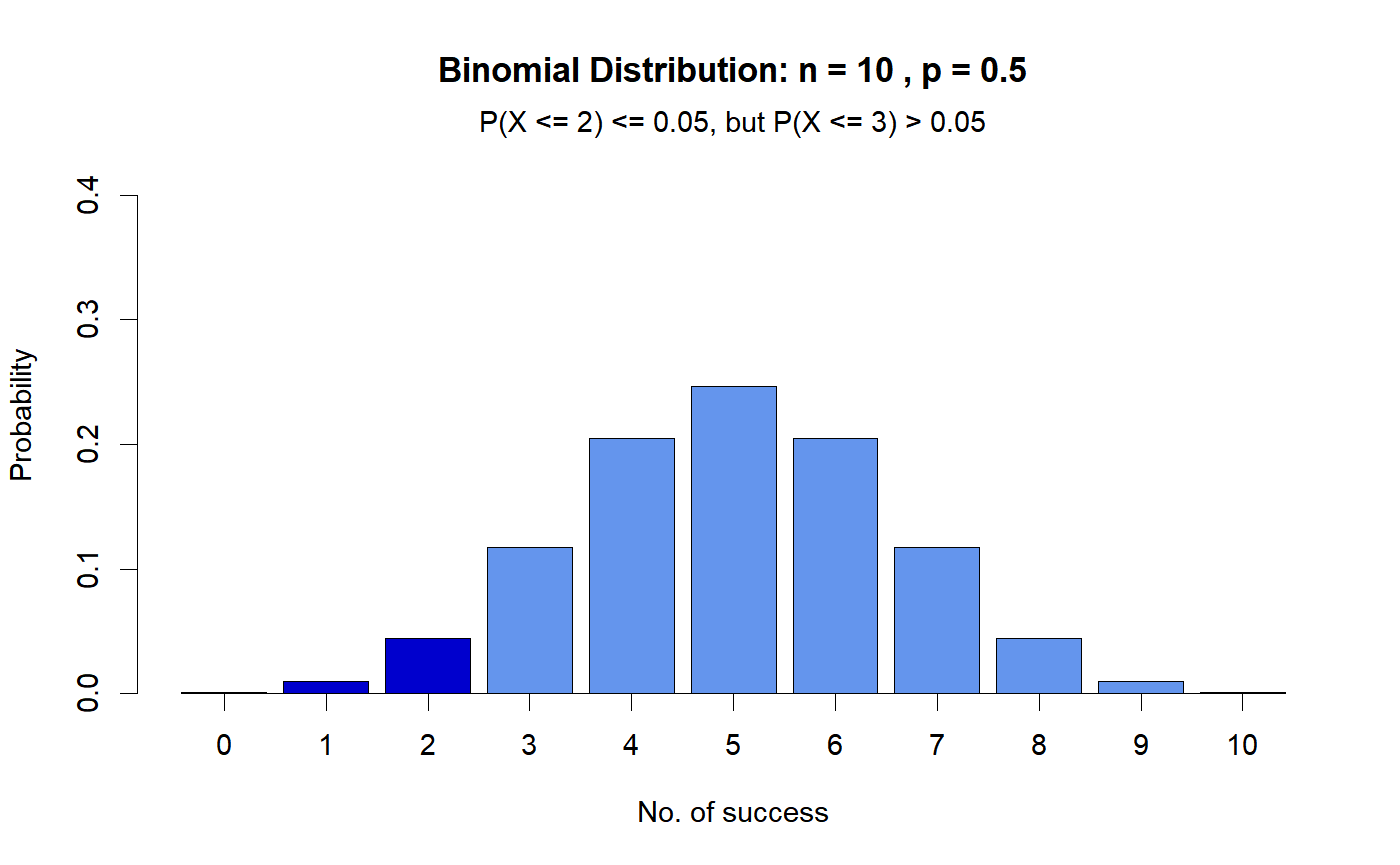 Binomial Distribution: n = 10 , p = 0.5
P(X <= 2) <= 0.05, but P(X <= 3) > 0.05
Probability
0.4
0.3
0.2
0.1
0.0
0 1 2 3 4 5 6 7 8 9 10
No. of success